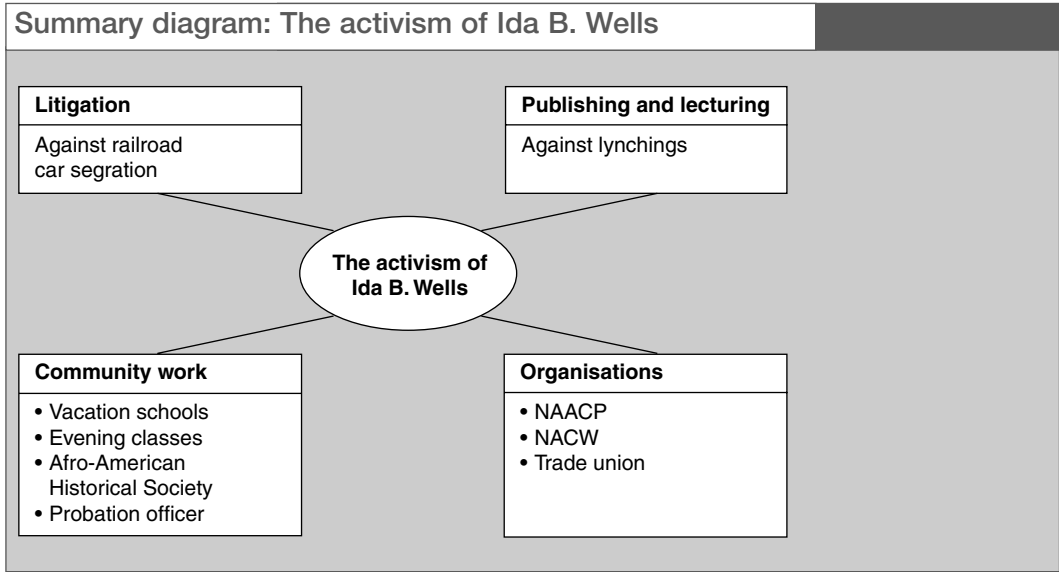 Summary diagram: The activism of Ida B. Wells
Litigation
Against railroad
car segration
Publishing and lecturing
Against lynchings
The activism of
Ida B. Wells
Community work
• Vacation schools
• Evening classes
• Afro-American
Historical Society
• Probation officer
Organisations
• NAACP
• NACW
• Trade union